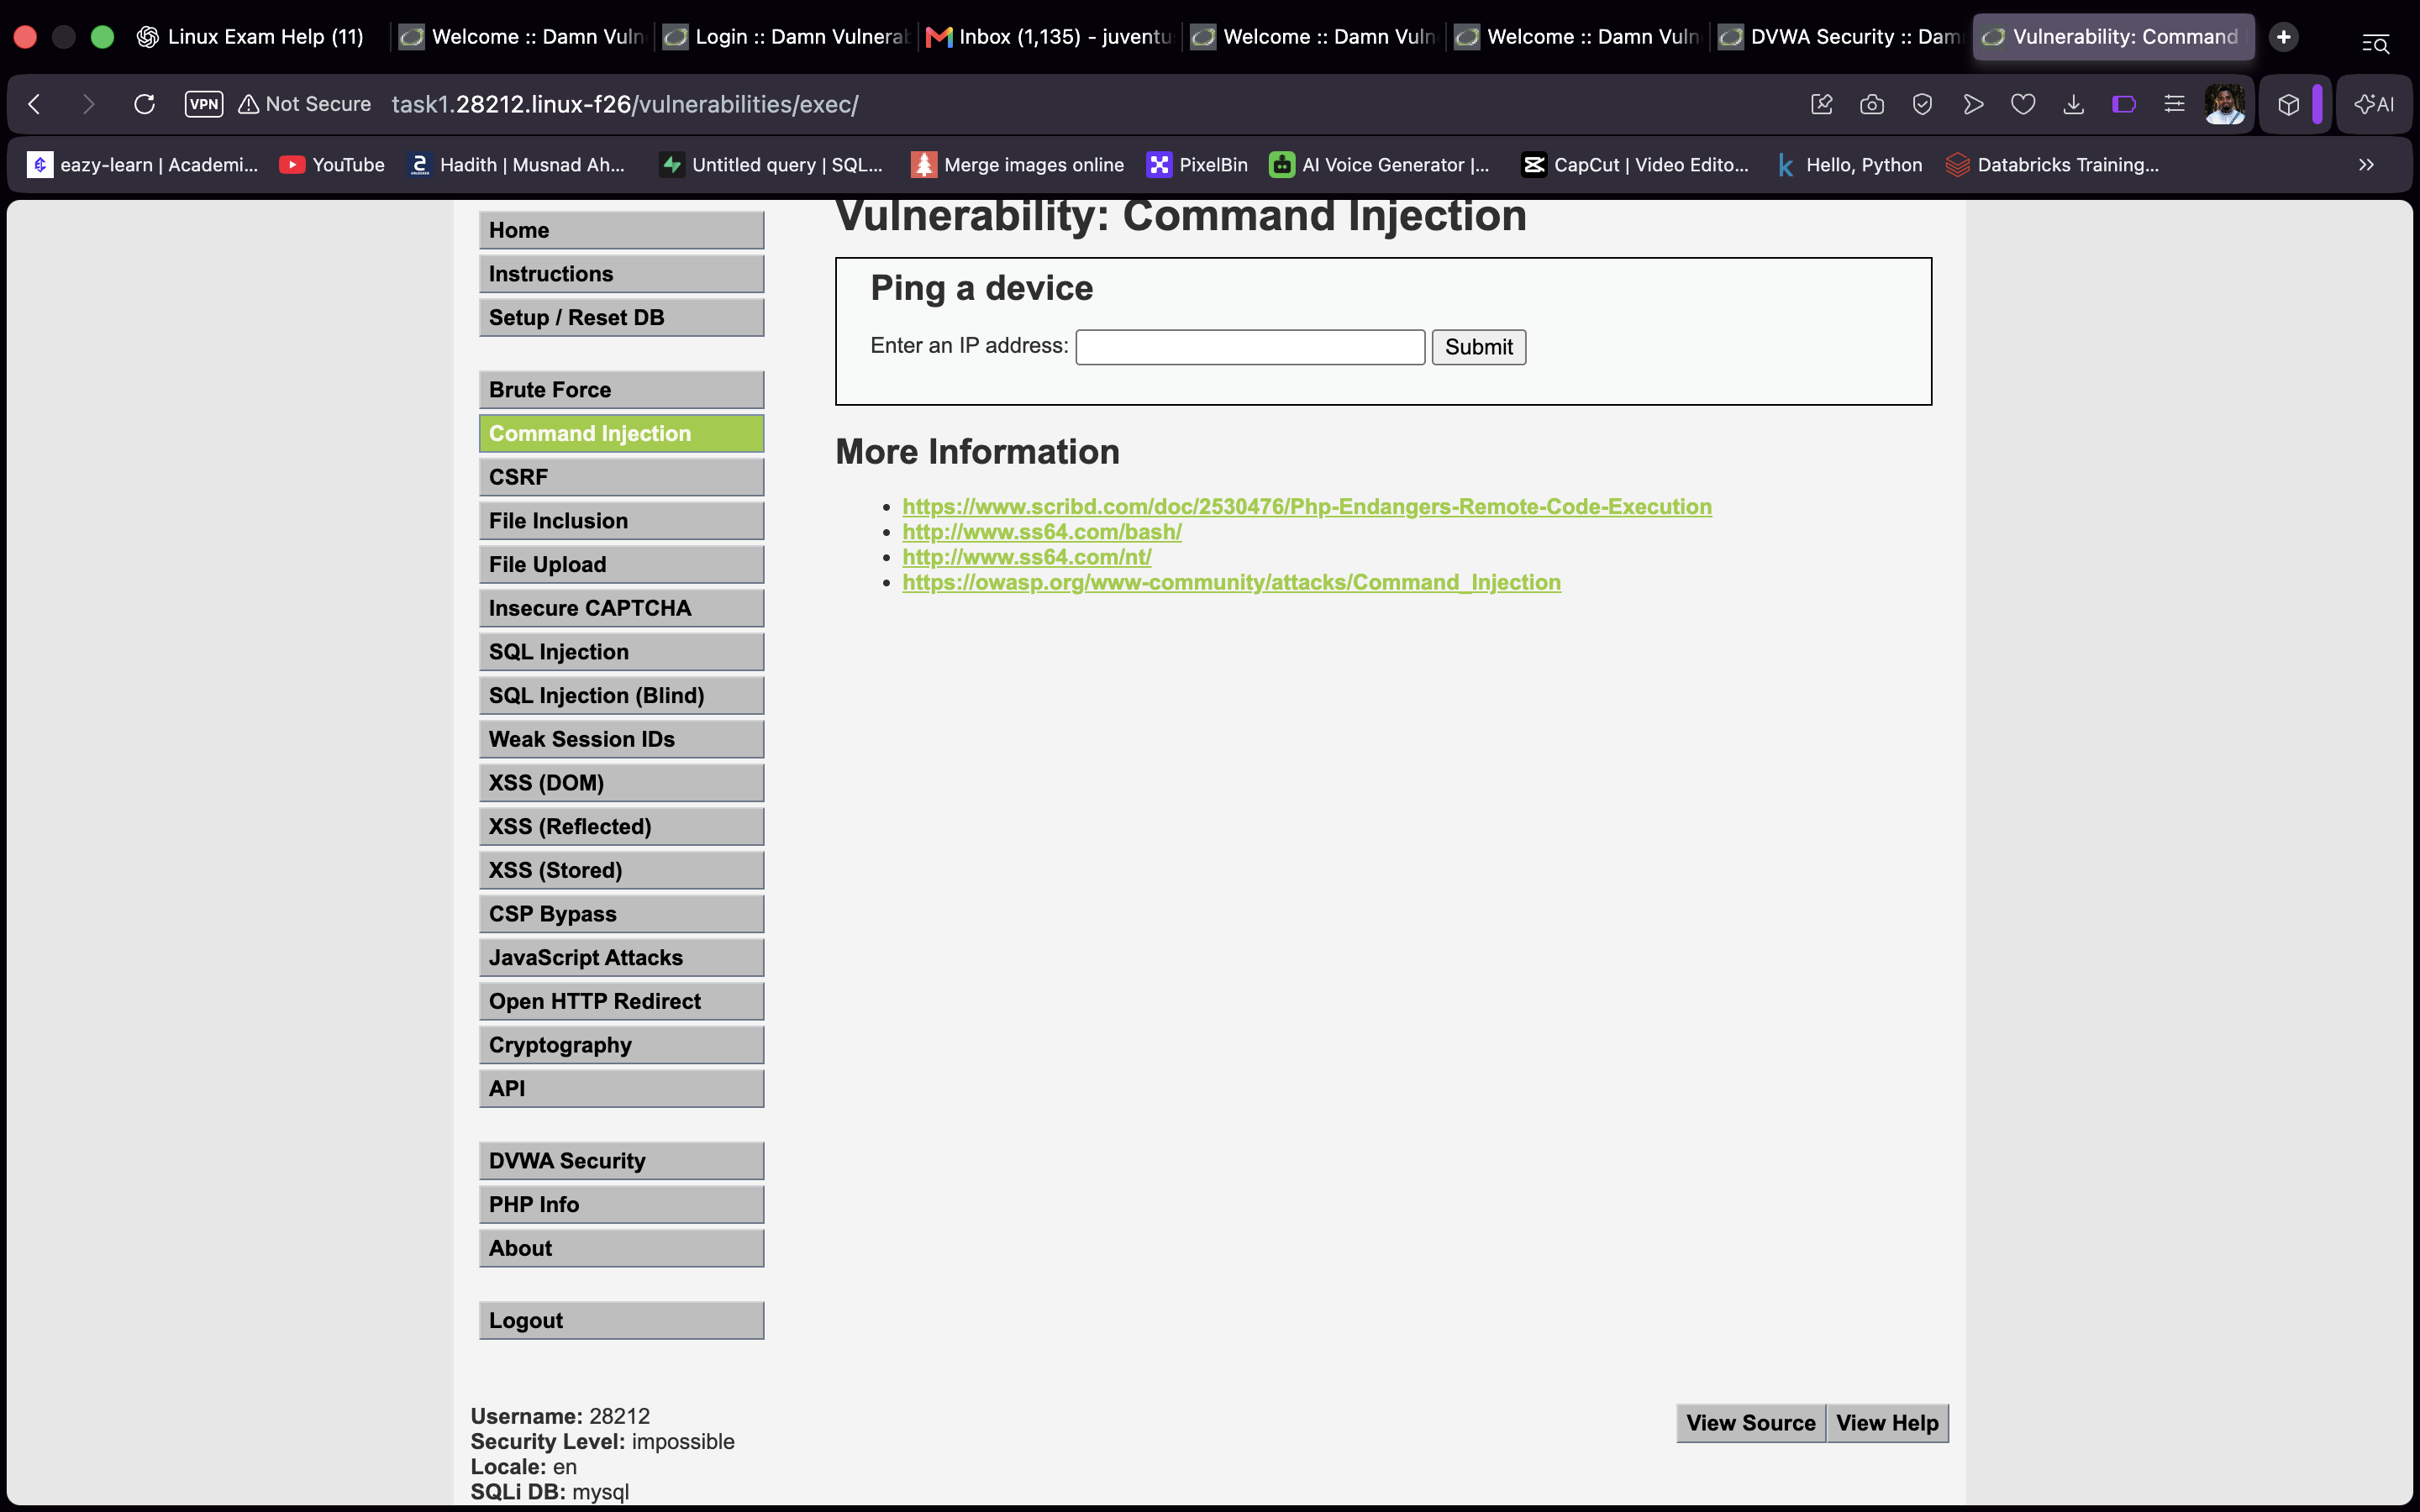 Linux Exam Help (11)
Welcome :: Damn Vuln
Login :: Damn Vulnerab
Inbox (1,135) - juventu
Welcome :: Damn Vuln
Welcome :: Damn Vuln
DVWA Security :: Dam
Vulnerability: Command
VPN
Not Secure
task1.28212.linux-f26/vulnerabilities/exec/
AI
eazy-learn | Academi...
YouTube
Hadith | Musnad Ah...
Untitled query | SQL...
Merge images online
PixelBin
AI Voice Generator |...
CapCut | Video Edito...
Hello, Python
Databricks Training...
Home
Instructions
Setup / Reset DB
Brute Force
Command Injection
CSRF
File Inclusion
File Upload
Insecure CAPTCHA
SQL Injection
SQL Injection (Blind)
Weak Session IDs
XSS (DOM)
XSS (Reflected)
XSS (Stored)
CSP Bypass
JavaScript Attacks
Open HTTP Redirect
Cryptography
API
DVWA Security
PHP Info
About
Logout
Vulnerability: Command Injection
Ping a device
Enter an IP address:
Submit
More Information
https://www.scribd.com/doc/2530476/Php-Endangers-Remote-Code-Execution
http://www.ss64.com/bash/
http://www.ss64.com/nt/
https://owasp.org/www-community/attacks/Command_Injection
Username: 28212
Security Level: impossible
Locale: en
SQLi DB: mysql
View Source
View Help